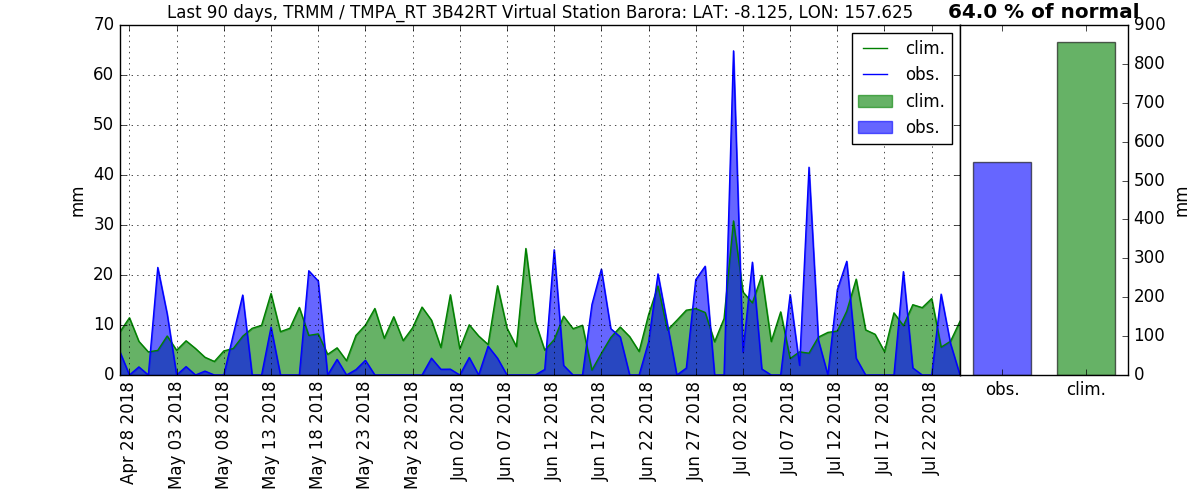 Last 90 days, TRMM / TMPA_RT 3B42RT Virtual Station Barora: LAT: -8.125, LON: 157.625
64.0 % of normal
70
60
50
40
30
20
10
0
mm
clim.
obs.
clim.
obs.
Apr 28 2018
May 03 2018
May 08 2018
May 13 2018
May 18 2018
May 23 2018
May 28 2018
Jun 02 2018
Jun 07 2018
Jun 12 2018
Jun 17 2018
Jun 22 2018
Jun 27 2018
Jul 02 2018
Jul 07 2018
Jul 12 2018
Jul 17 2018
Jul 22 2018
900
800
700
600
500
400
300
200
100
0
mm
obs.
clim.